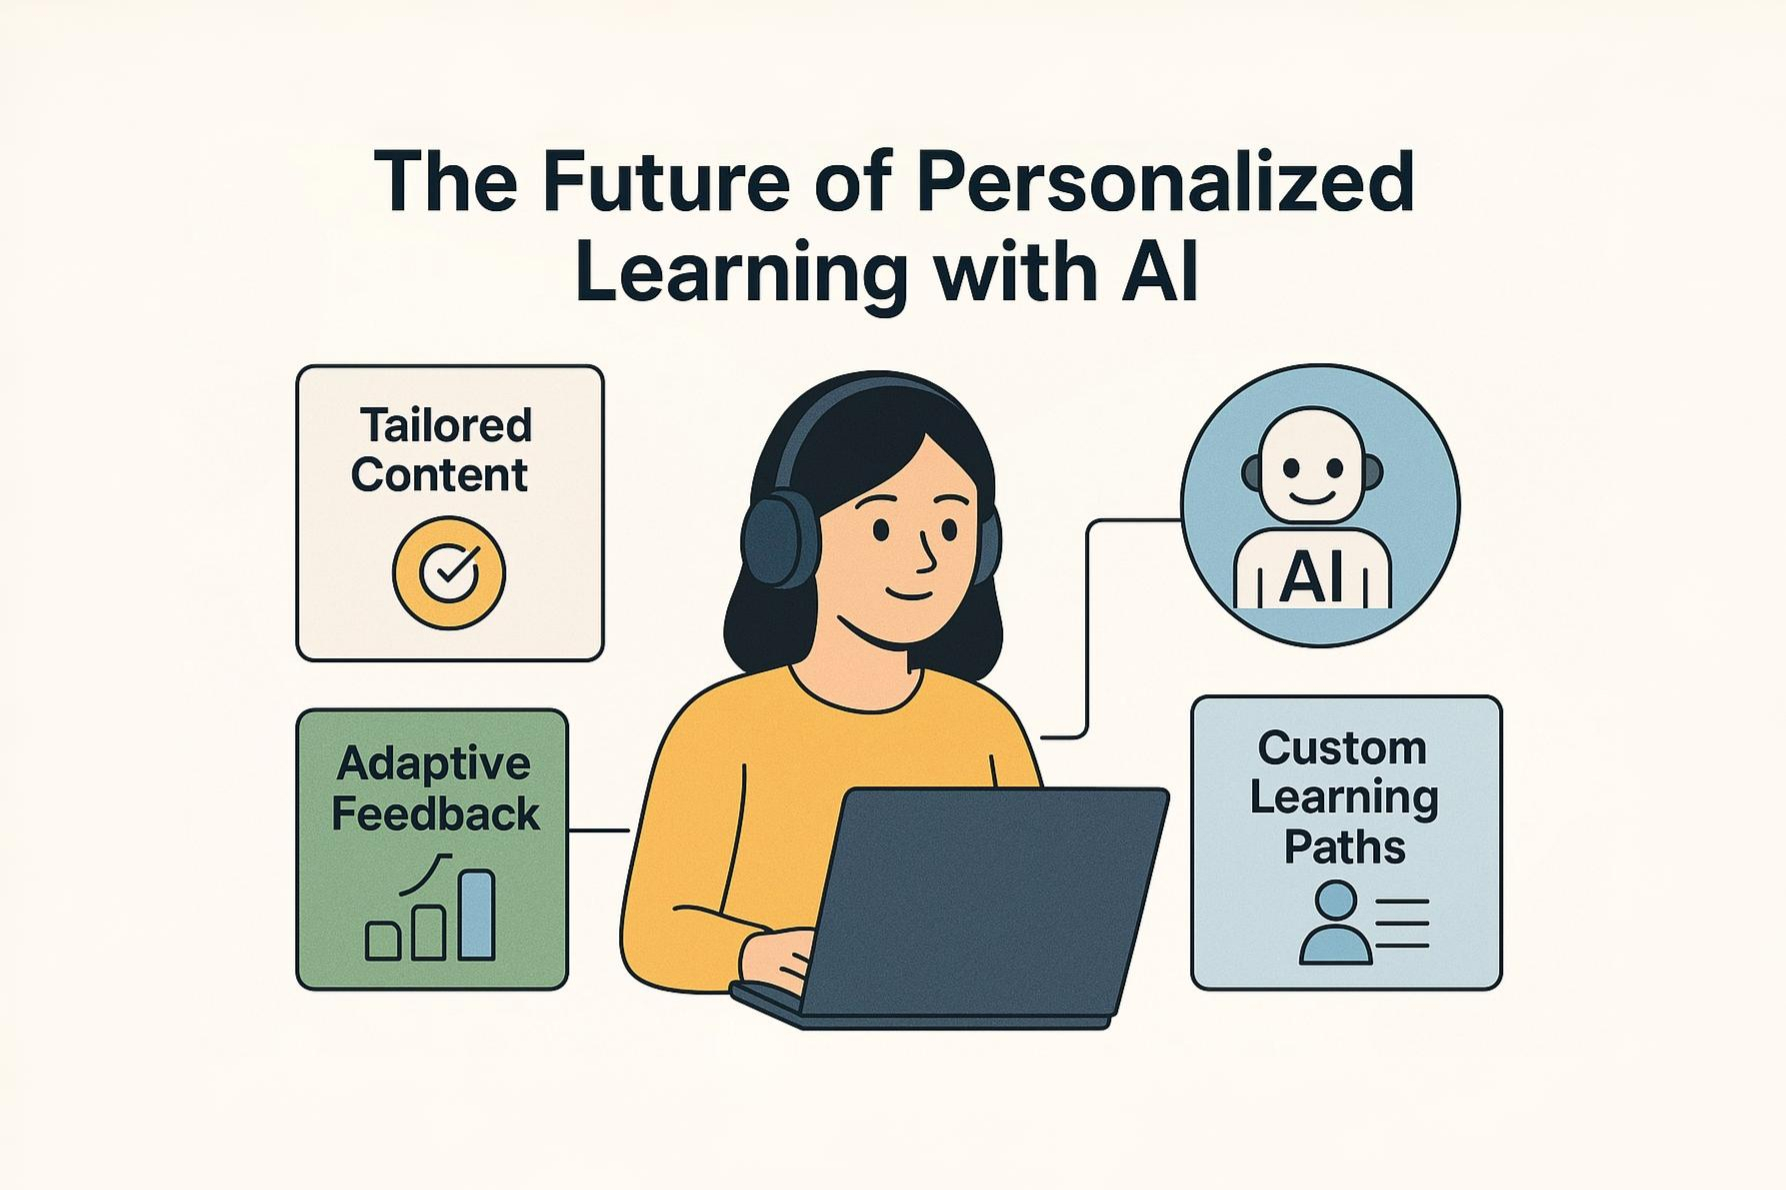 The Future of Personalized
Learning with AI
Tailored
Content
Adaptive
Feedback
AI
Custom
Learning
Paths